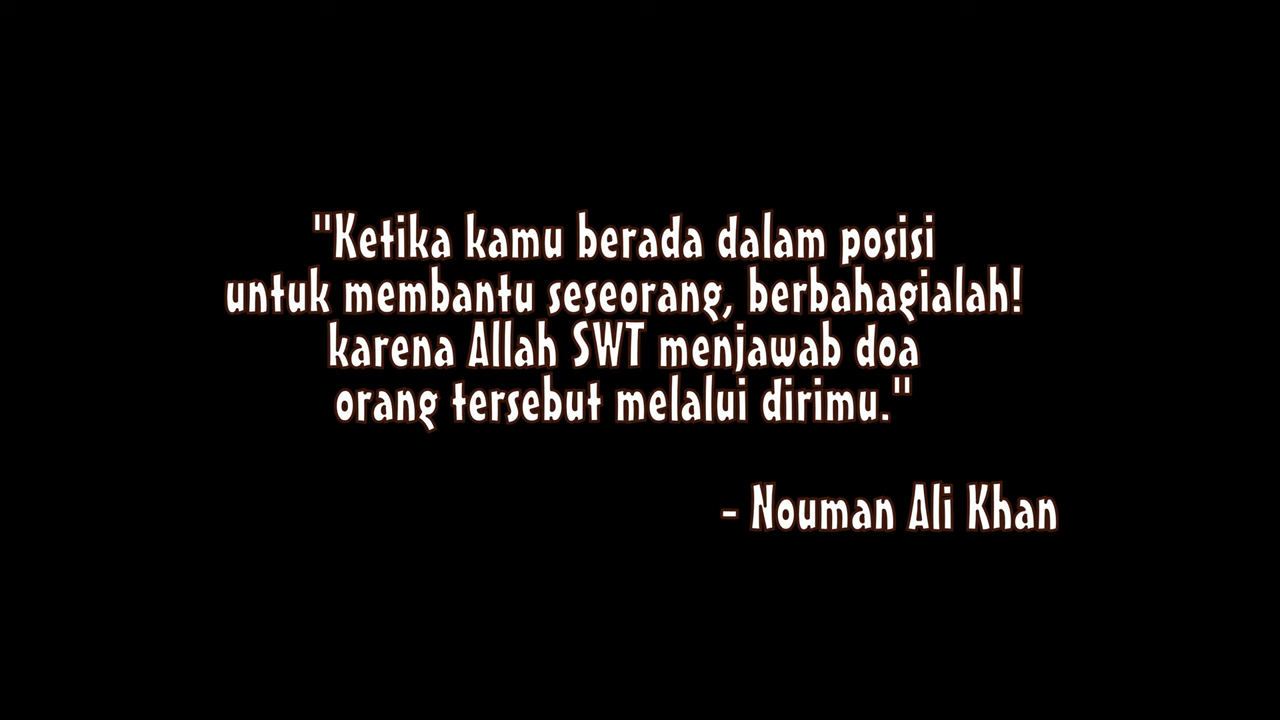 "Ketika kamu berada dalam posisi
untuk membantu seseorang, berbahagialah!
karena Allah SWT menjawab doa
orang tersebut melalui dirimu."
- Nouman Ali Khan